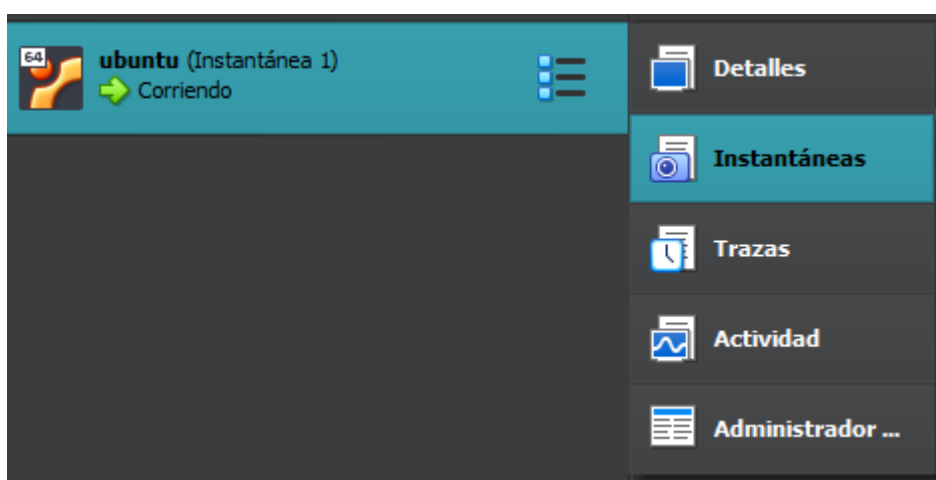 64
ubuntu (Instantánea 1)
Corriendo
Detalles
Instantáneas
Trazas
Actividad
Administrador ...